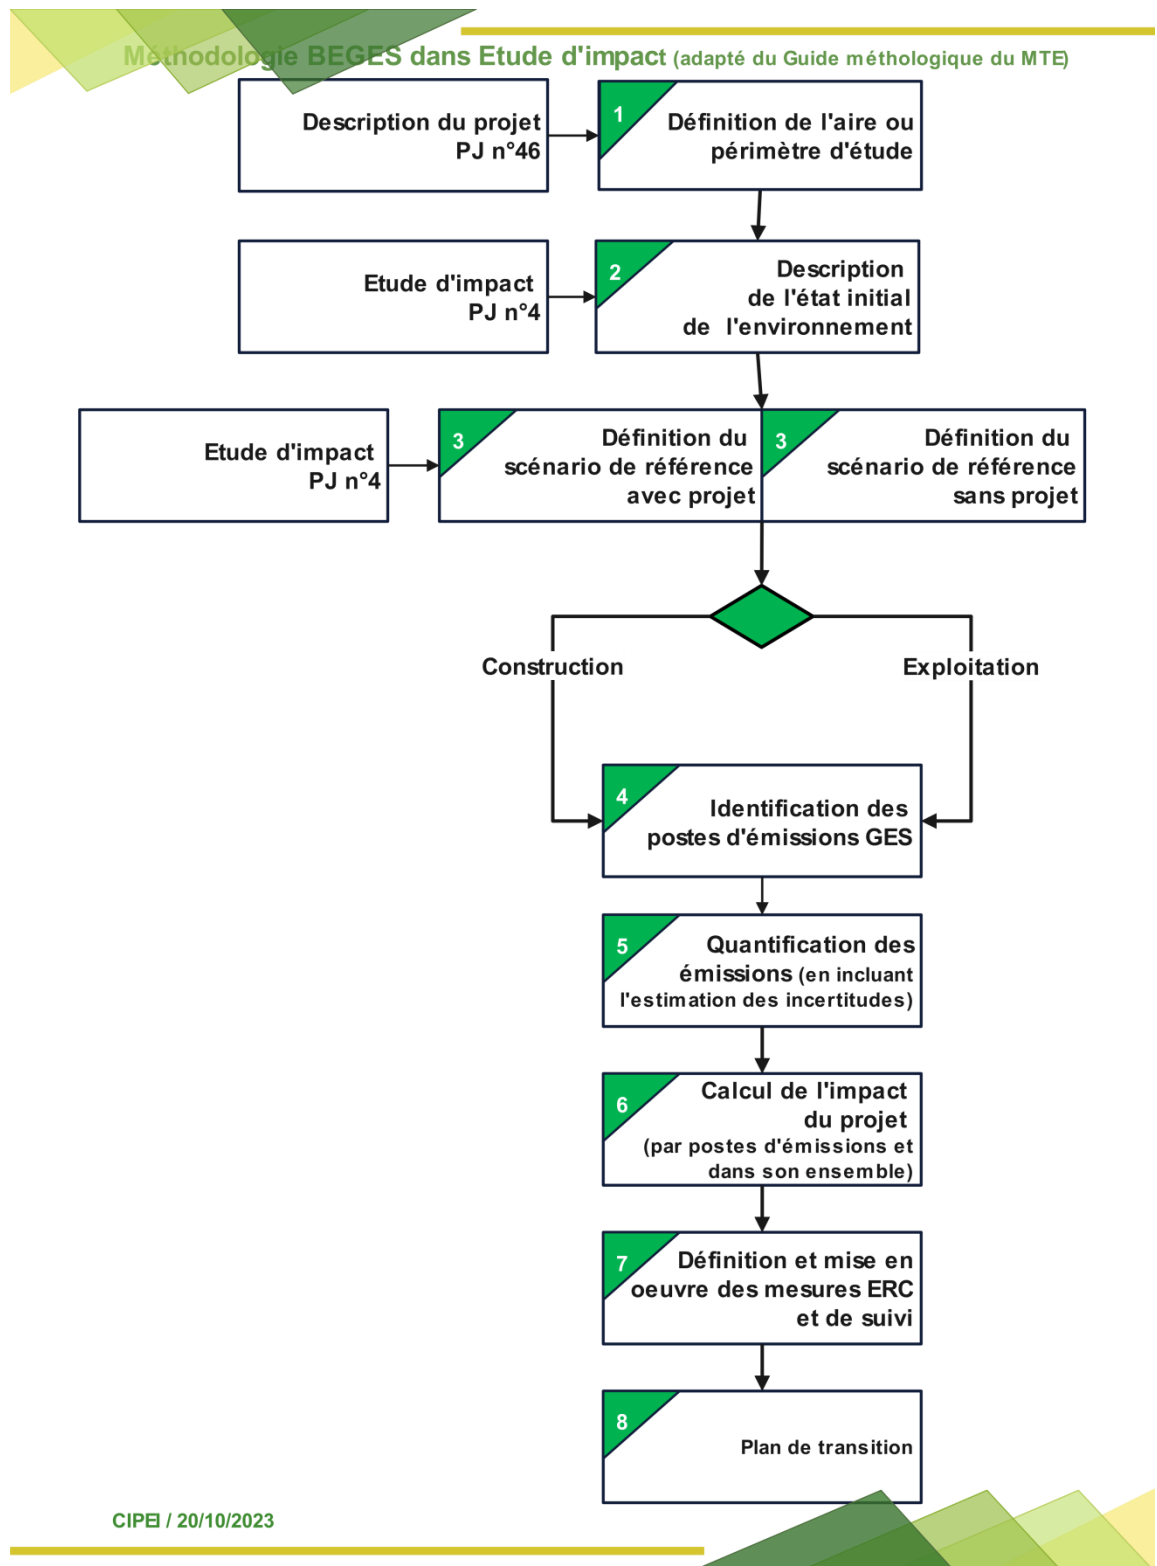 Méthodologie BEGES dans Etude d'impact (adapté du Guide méthologique du MTE)
Description du projet
PJ n°46
1
Définition de l'aire ou
périmètre d'étude
Etude d'impact
PJ n°4
2
Description
de l'état initial
de l'environnement
Etude d'impact
PJ n°4
3
Définition du
scénario de référence
avec projet
3
Définition du
scénario de référence
sans projet
Construction
Exploitation
4
Identification des
postes d'émissions GES
5
Quantification des
émissions (en incluant
l'estimation des incertitudes)
6
Calcul de l'impact
du projet
(par postes d'émissions et
dans son ensemble)
7
Définition et mise en
oeuvre des mesures ERC
et de suivi
8
Plan de transition
CIPEI / 20/10/2023